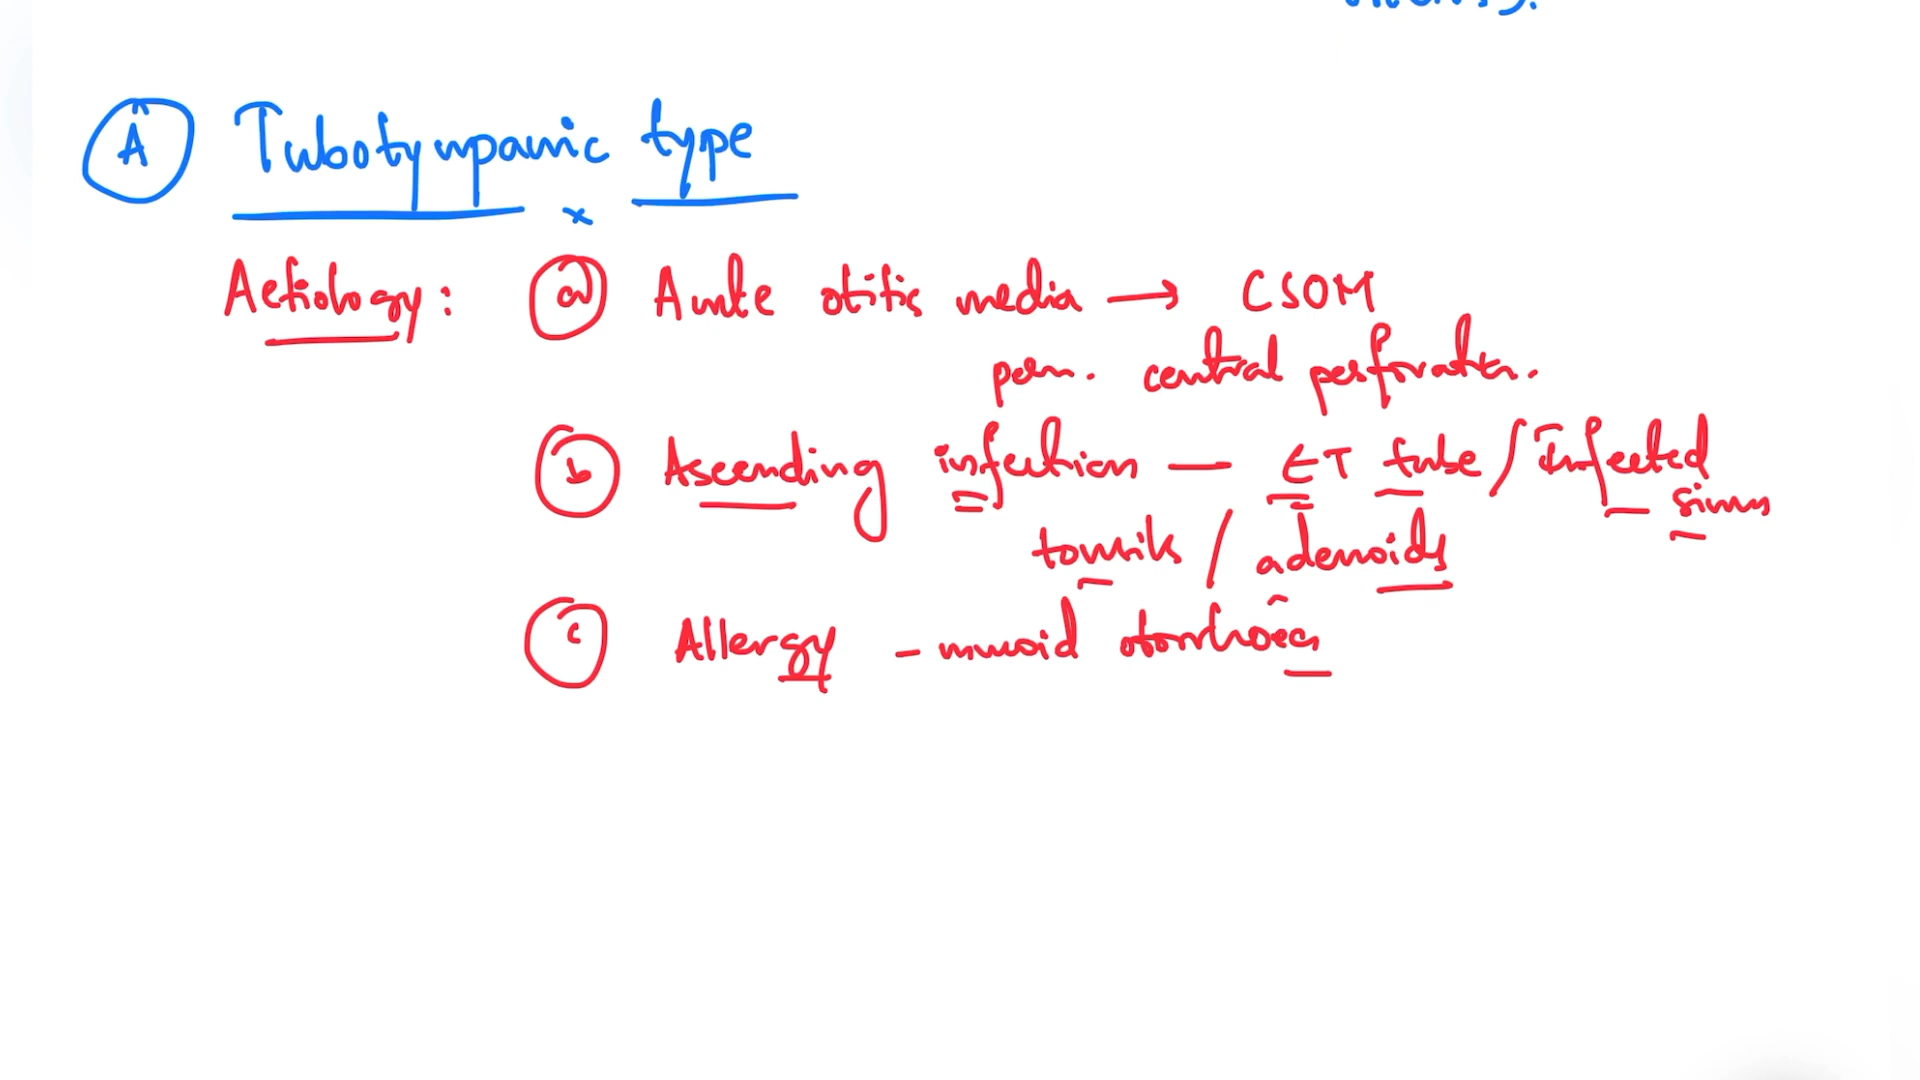 A Tubotympanic type
Aetiology: a Acute otitis media → CSOM
perm. central perforation.
b Ascending infection — ET tube / Infected
sinus
tonsils / adenoids
c Allergy - mucoid otorrhoea